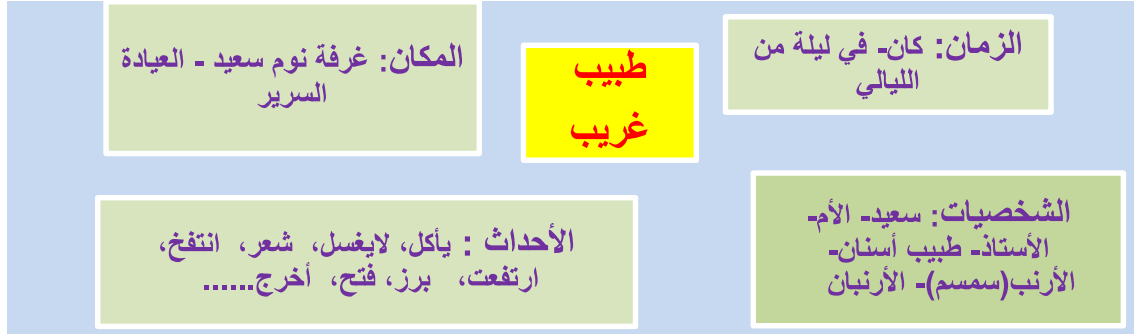 الزمان: كان- في ليلة من
الليالي
طبيب
غريب
المكان: غرفة نوم سعيد - العيادة
السرير
الشخصيات: سعيد- الأم-
الأستاذ- طبيب أسنان-
الأرنب(سمسم)- الأرنبان
الأحداث : يأكل، لايغسل، شعر، انتفخ،
ارتفعت، برز، فتح، أخرج......